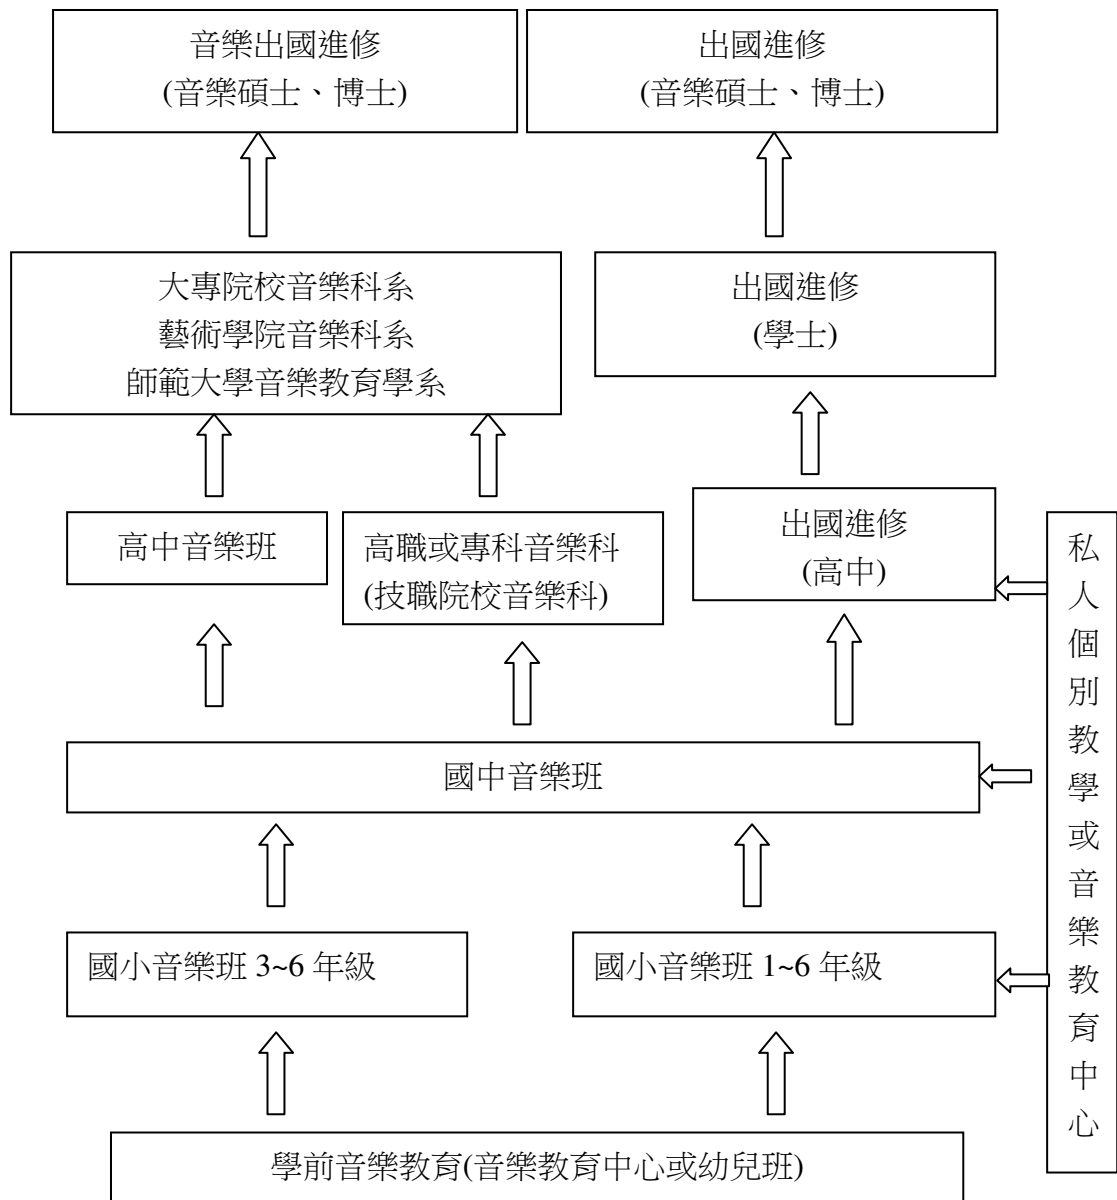 音樂出國進修
(音樂碩士、博士)
出國進修
(音樂碩士、博士)
大專院校音樂科系
藝術學院音樂科系
師範大學音樂教育學系
出國進修
(學士)
高中音樂班
高職或專科音樂科
(技職院校音樂科)
出國進修
(高中)
私人個別教學或音樂教育中心
國中音樂班
國小音樂班 3~6 年級
國小音樂班 1~6 年級
學前音樂教育(音樂教育中心或幼兒班)